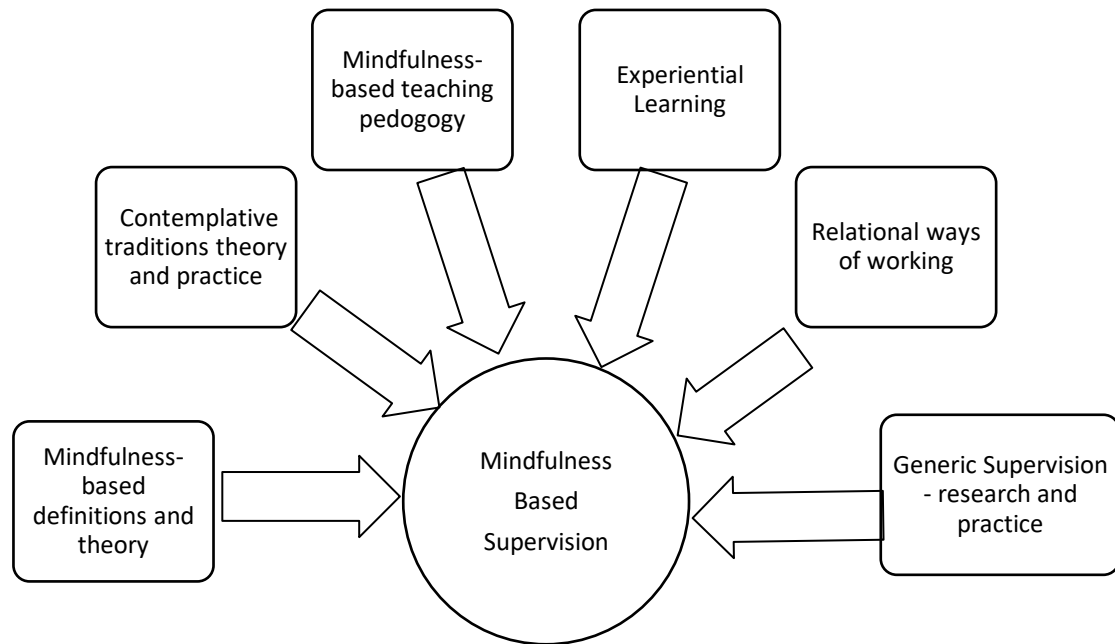 Mindfulness-
based teaching
pedogogy
Experiential
Learning
Contemplative
traditions theory
and practice
Relational ways
of working
Mindfulness-
based
definitions and
theory
Mindfulness
Based
Supervision
Generic Supervision
- research and
practice